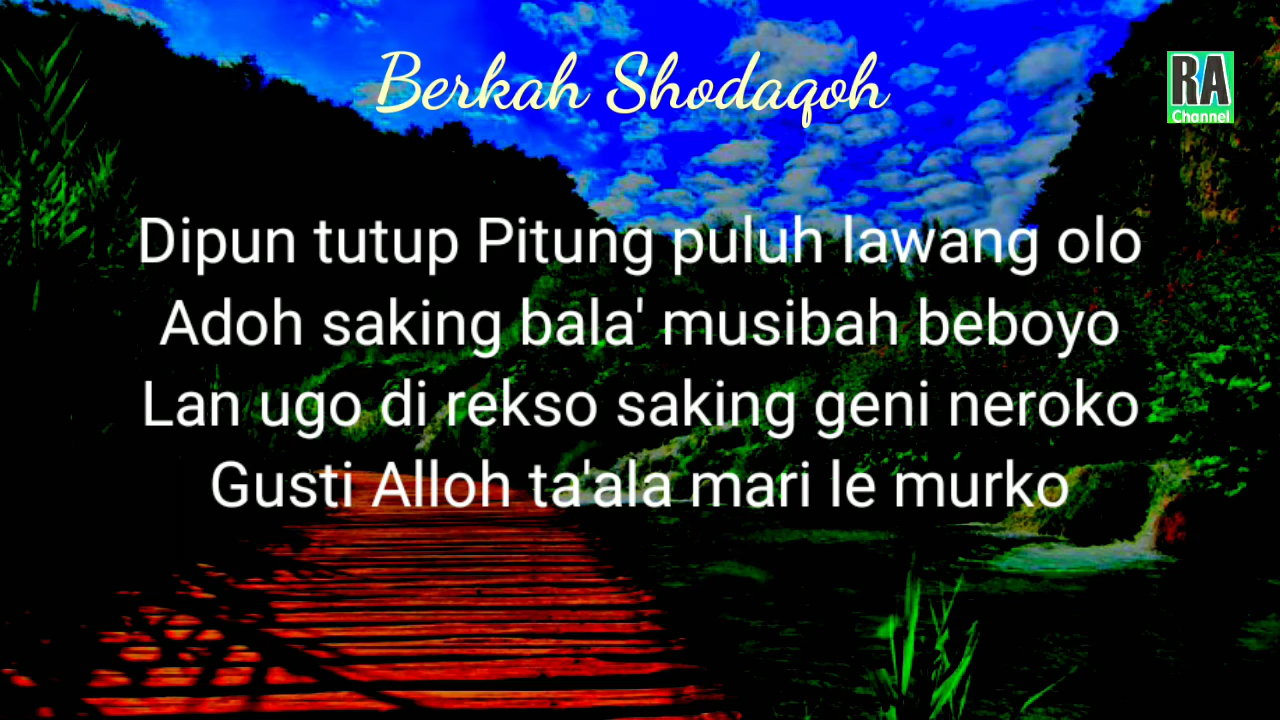 Berkah Shodaqoh
RA
Channel
Dipun tutup Pitung puluh lawang olo
Adoh saking bala' musibah beboyo
Lan ugo di rekso saking geni neroko
Gusti Alloh ta'ala mari le murko